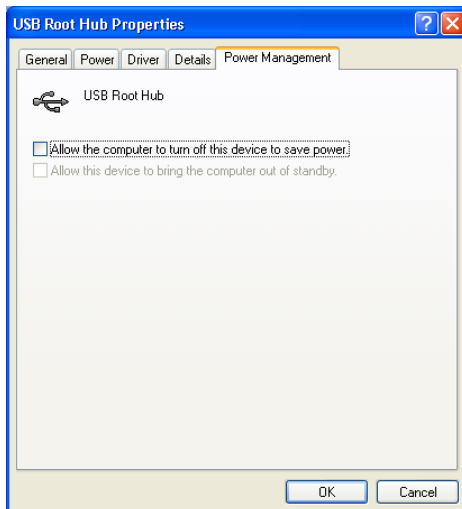 USB Root Hub Properties
General Power Driver Details Power Management
USB Root Hub
Allow the computer to turn off this device to save power.
Allow this device to bring the computer out of standby.
OK Cancel